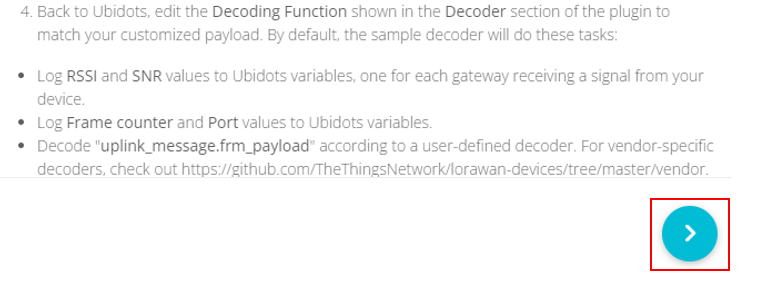 4. Back to Ubidots, edit the Decoding Function shown in the Decoder section of the plugin to
match your customized payload. By default, the sample decoder will do these tasks:
• Log RSSI and SNR values to Ubidots variables, one for each gateway receiving a signal from your
device.
• Log Frame counter and Port values to Ubidots variables.
• Decode "uplink_message.frm_payload" according to a user-defined decoder. For vendor-specific
decoders, check out https://github.com/TheThingsNetwork/lorawan-devices/tree/master/vendor.